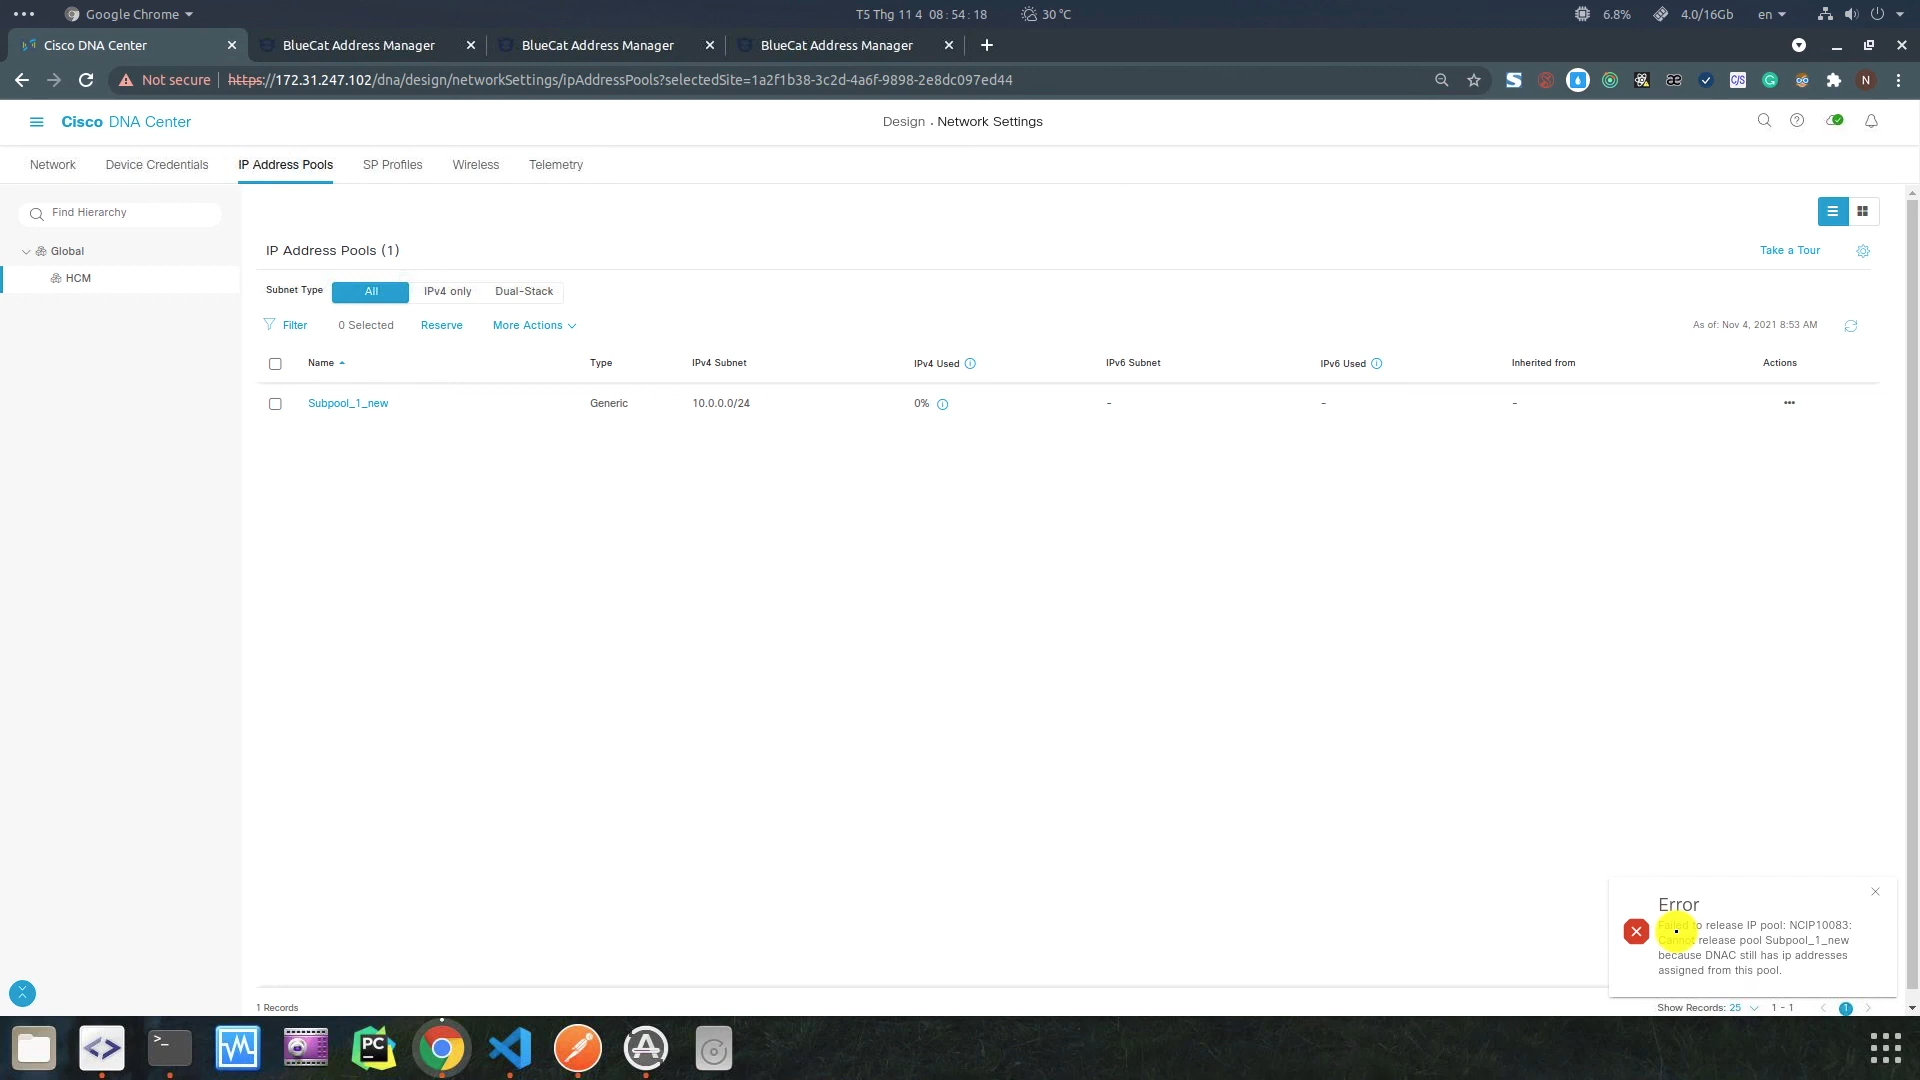 Google Chrome
T5 Thg 11 4 08 : 54 : 18
30 °C
6.8%
4.0/16Gb
en
Cisco DNA Center
BlueCat Address Manager
BlueCat Address Manager
BlueCat Address Manager
Not secure
https://172.31.247.102/dna/design/networkSettings/ipAddressPools?selectedSite=1a2f1b38-3c2d-4a6f-9898-2e8dc097ed44
Cisco DNA Center
Design . Network Settings
Network
Device Credentials
IP Address Pools
SP Profiles
Wireless
Telemetry
Find Hierarchy
Global
HCM
IP Address Pools (1)
Take a Tour
Subnet Type
All
IPv4 only
Dual-Stack
Filter
0 Selected
Reserve
More Actions
As of: Nov 4, 2021 8:53 AM
Name
Type
IPv4 Subnet
IPv4 Used
IPv6 Subnet
IPv6 Used
Inherited from
Actions
Subpool_1_new
Generic
10.0.0.0/24
0%
-
-
-
Error
Failed to release IP pool: NCIP10083:
Cannot release pool Subpool_1_new
because DNAC still has ip addresses
assigned from this pool.
1 Records
Show Records: 25
1 - 1
1